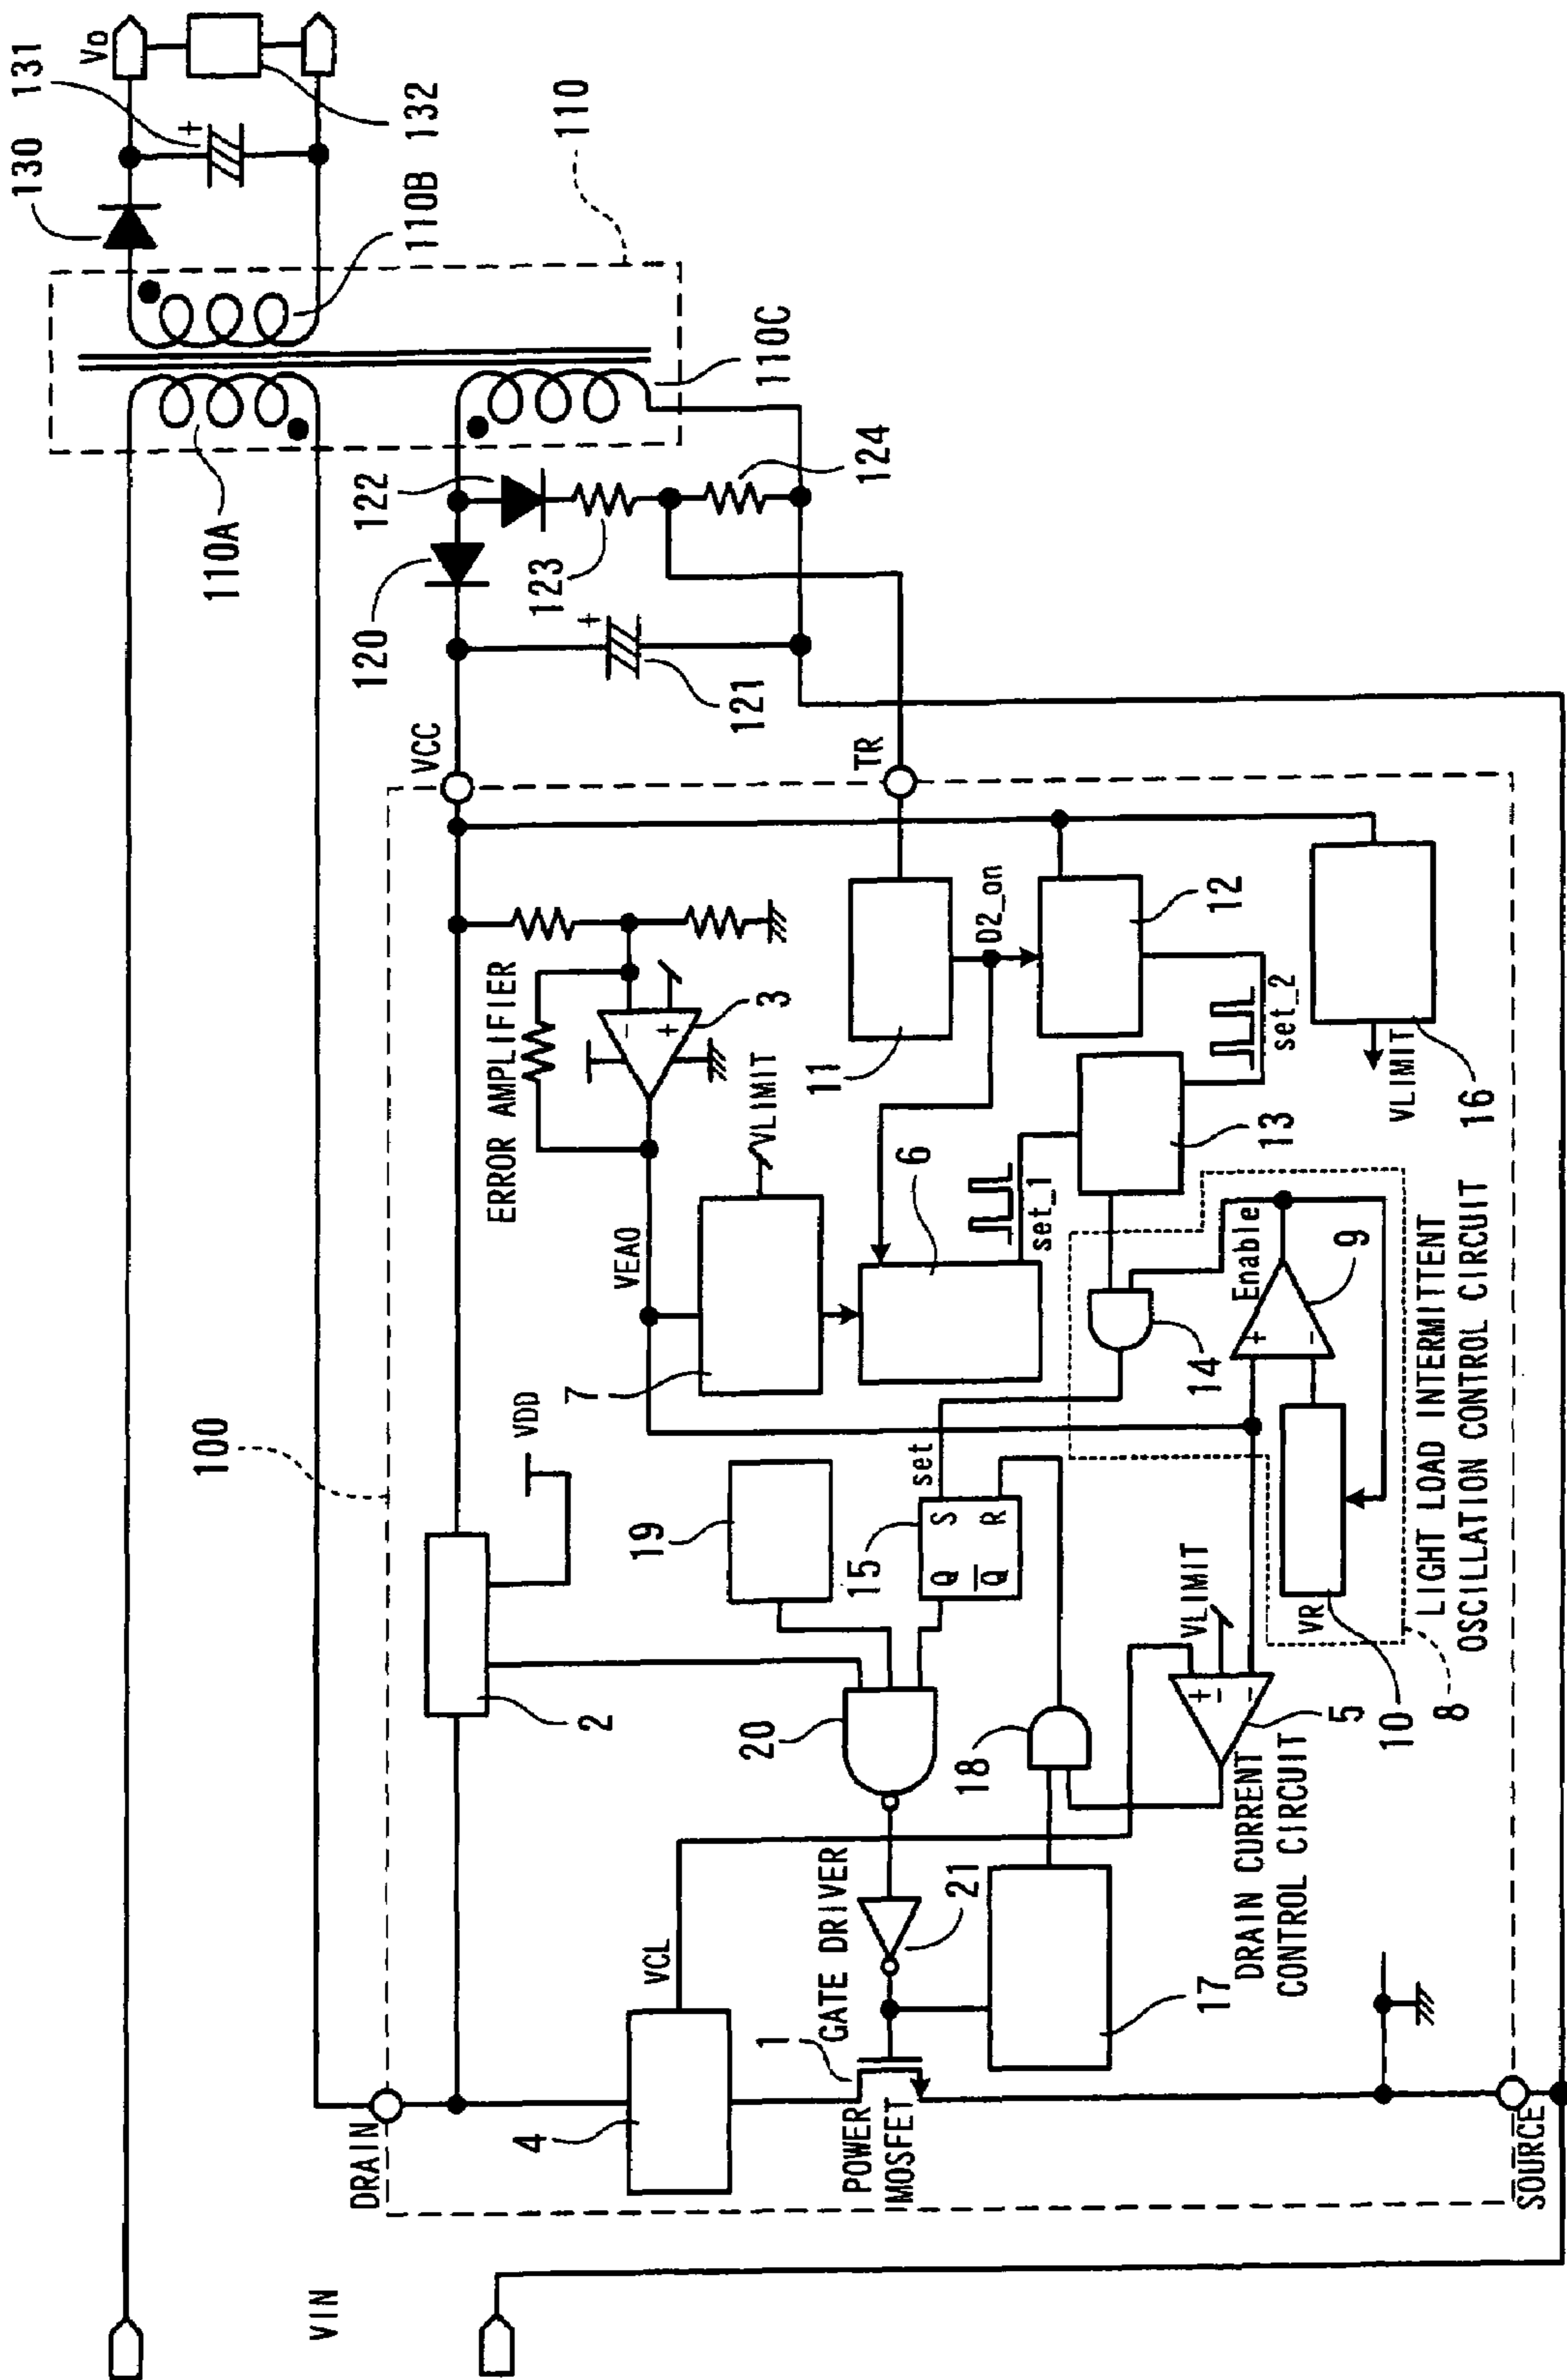 130
131
Vo
132
110
110B
110A
110C
120
122
123
124
121
100
VCC
TR
DRAIN
VIN
2
VDD
ERROR AMPLIFIER
-
+
3
VEAO
VLIMIT
7
6
11
D2_on
12
set_1
set_2
13
14
16
VLIMIT
Enable
+
-
9
VR
10
8
LIGHT LOAD INTERMITTENT
OSCILLATION CONTROL CIRCUIT
19
20
15
set
S
R
Q
Q
18
VLIMIT
+
-
-
5
DRAIN CURRENT
CONTROL CIRCUIT
VCL
4
1
POWER
MOSFET
GATE DRIVER
21
17
SOURCE
+
+